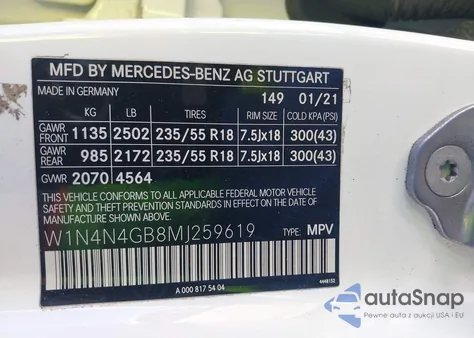 MFD BY MERCEDES-BENZ AG STUTTGART
MADE IN GERMANY 149 01/21
KG LB TIRES RIM SIZE COLD KPA (PSI)
GAWR FRONT 1135 2502 235/55 R18 7.5Jx18 300(43)
GAWR REAR 985 2172 235/55 R18 7.5Jx18 300(43)
GVWR 2070 4564
THIS VEHICLE CONFORMS TO ALL APPLICABLE FEDERAL MOTOR VEHICLE
SAFETY STANDARDS IN EFFECT ON THE DATE OF
MANUFACTURE SHOWN ABOVE.
W1N4N4GB8MJ259619 TYPE: MPV
A 000 817 54 04
autoSnap
Pewne auta z aukcji USA i EU